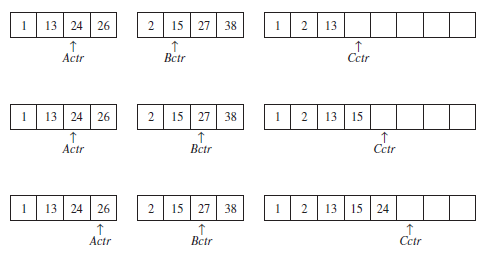 1 13 24 26 2 15 27 38 1 2 13
Actr Bctr Cctr
1 13 24 26 2 15 27 38 1 2 13 15
Actr Bctr Cctr
1 13 24 26 2 15 27 38 1 2 13 15 24
Actr Bctr Cctr